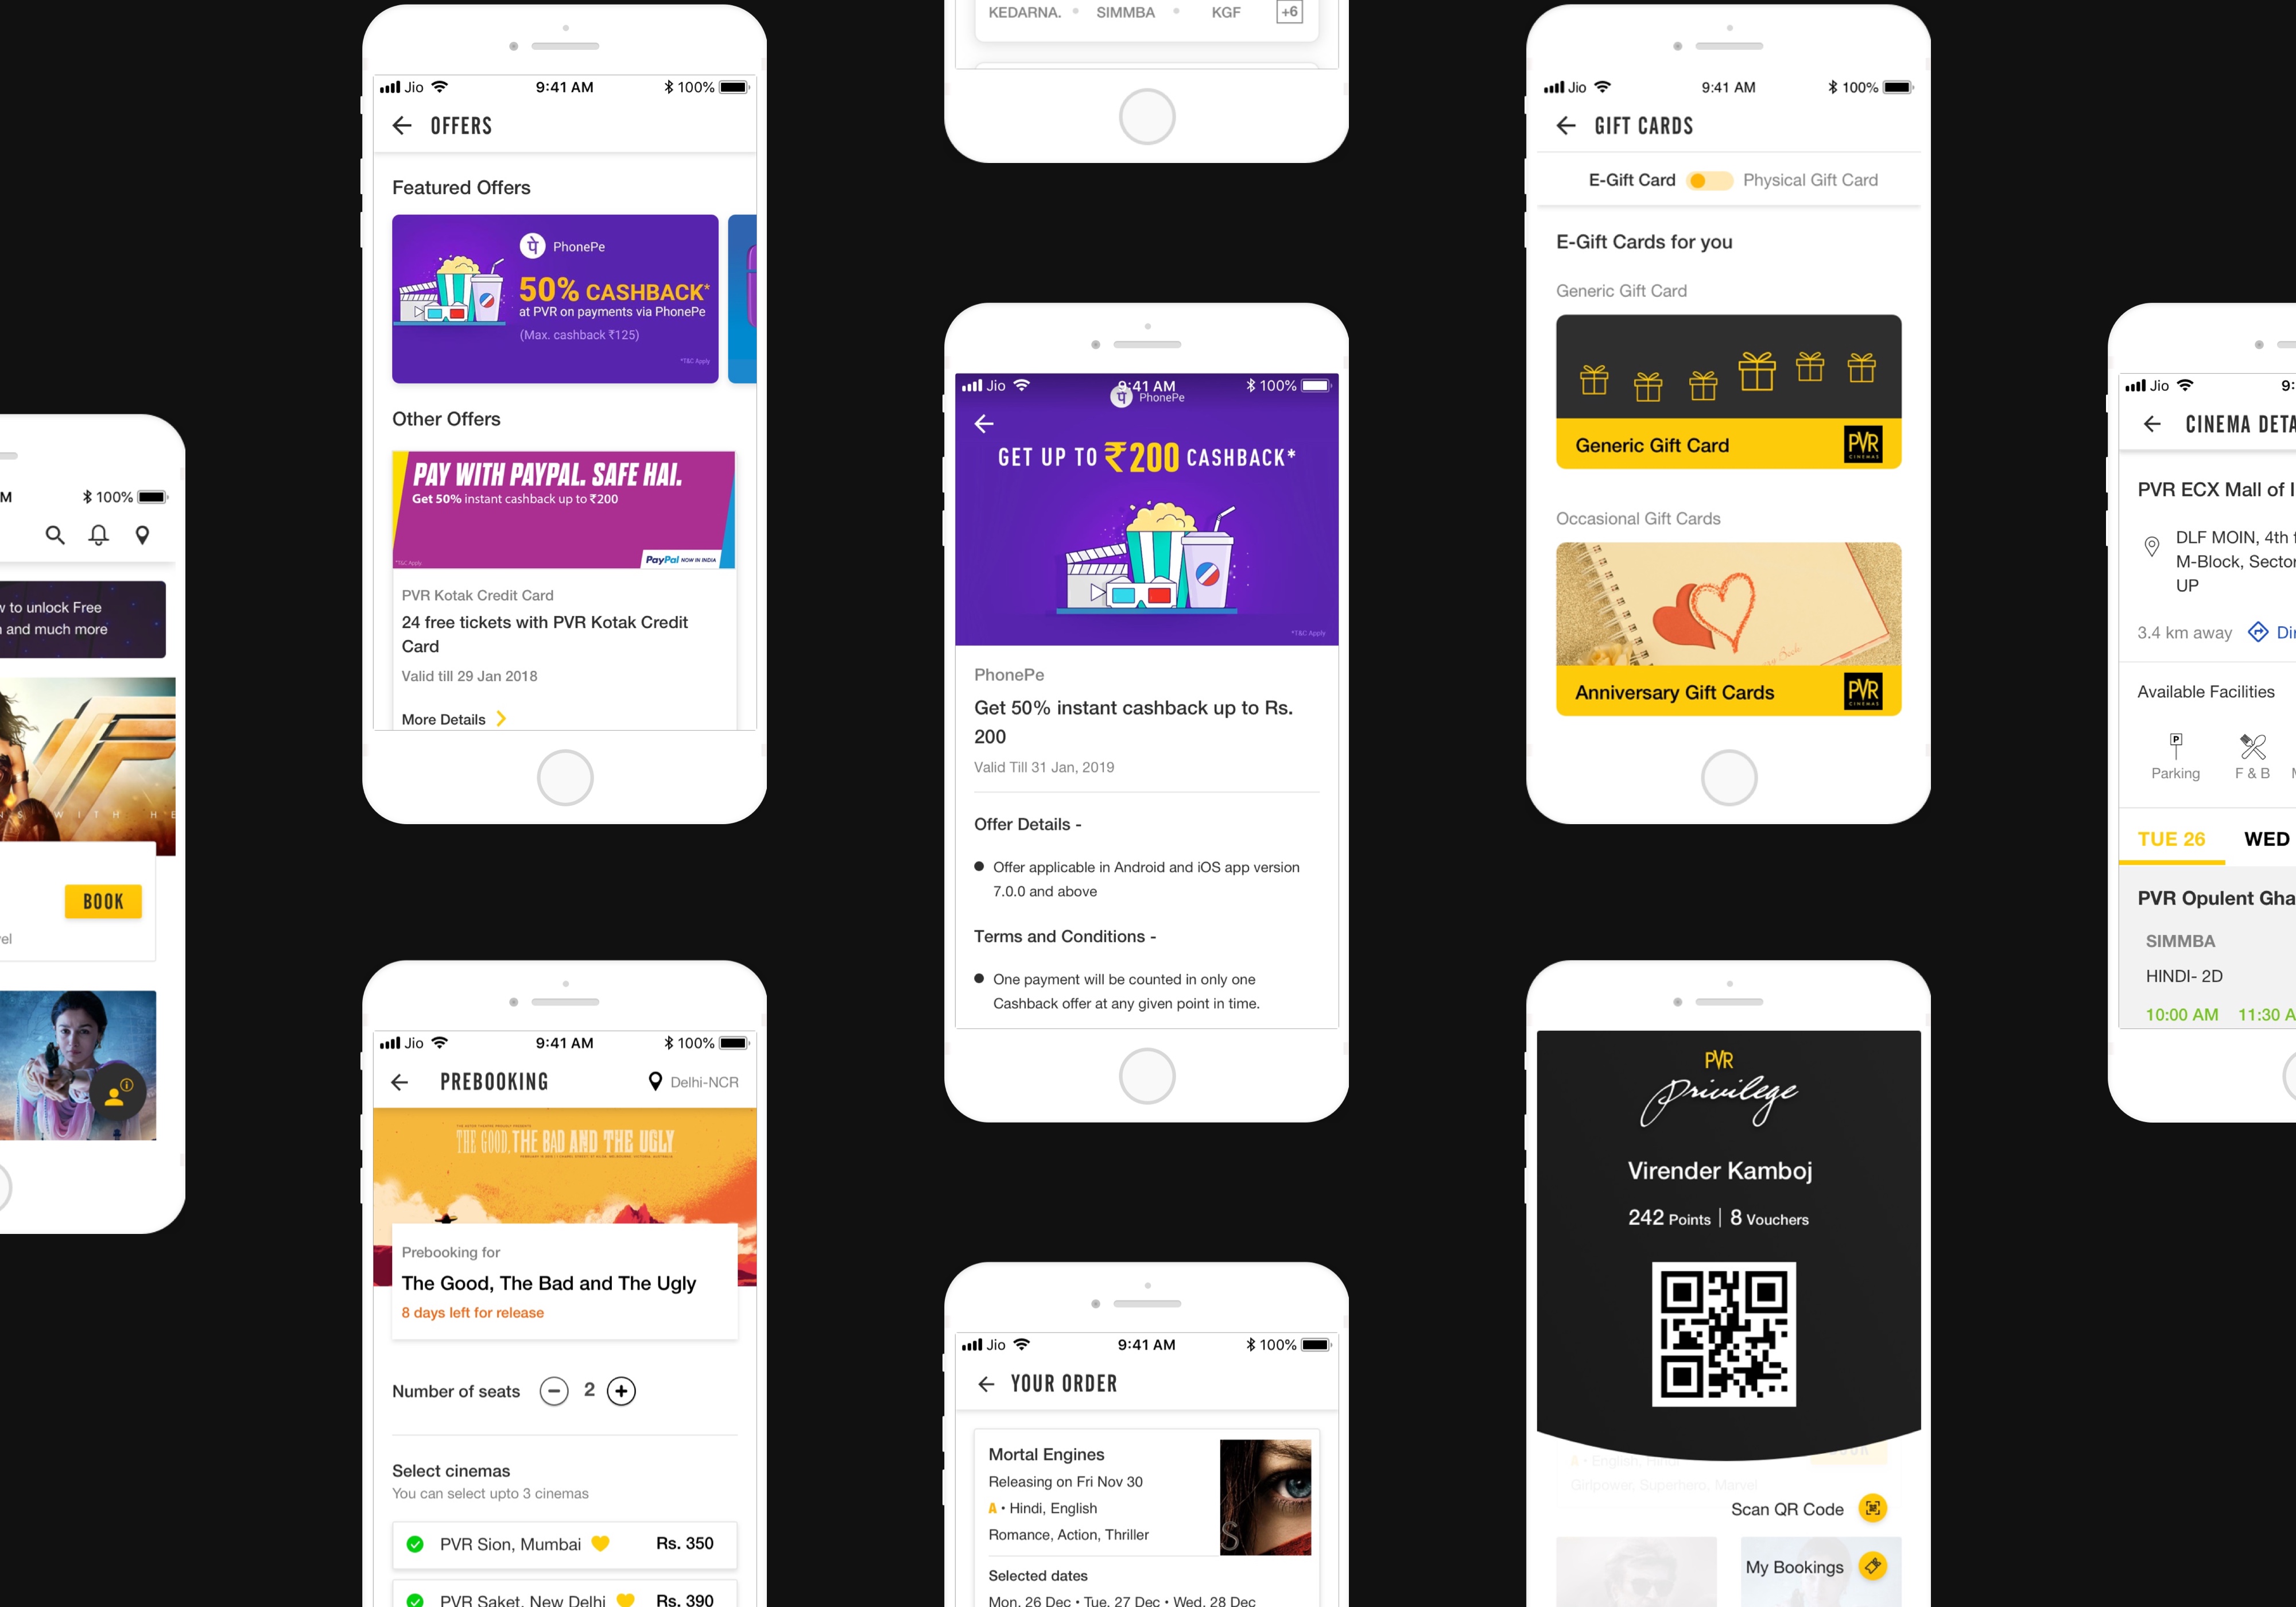 M
100%
w to unlock Free
n and much more
N S W I T H H E
BOOK
vel
Jio
9:41 AM
100%
OFFERS
Featured Offers
पे PhonePe
50% CASHBACK*
at PVR on payments via PhonePe
(Max. cashback ₹125)
*T&C Apply
Other Offers
PAY WITH PAYPAL. SAFE HAI.
Get 50% instant cashback up to ₹200
*T&C Apply
PayPal NOW IN INDIA
PVR Kotak Credit Card
24 free tickets with PVR Kotak Credit
Card
Valid till 29 Jan 2018
More Details
Jio
9:41 AM
100%
PREBOOKING
Delhi-NCR
THE GOOD, THE BAD AND THE UGLY
Prebooking for
The Good, The Bad and The Ugly
8 days left for release
Number of seats
2
Select cinemas
You can select upto 3 cinemas
PVR Sion, Mumbai
Rs. 350
PVR Saket, New Delhi
Rs. 390
KEDARNA. • SIMMBA • KGF +6
Jio
9:41 AM
100%
पे PhonePe
GET UP TO ₹200 CASHBACK*
*T&C Apply
PhonePe
Get 50% instant cashback up to Rs.
200
Valid Till 31 Jan, 2019
Offer Details -
Offer applicable in Android and iOS app version
7.0.0 and above
Terms and Conditions -
One payment will be counted in only one
Cashback offer at any given point in time.
Jio
9:41 AM
100%
YOUR ORDER
Mortal Engines
Releasing on Fri Nov 30
A • Hindi, English
Romance, Action, Thriller
S
Selected dates
Mon, 26 Dec • Tue, 27 Dec • Wed, 28 Dec
Jio
9:41 AM
100%
GIFT CARDS
E-Gift Card
Physical Gift Card
E-Gift Cards for you
Generic Gift Card
Generic Gift Card
PVR
CINEMAS
Occasional Gift Cards
Book
Anniversary Gift Cards
PVR
CINEMAS
PVR
Privilege
Virender Kamboj
242 Points | 8 Vouchers
A • English,
Girlpower, Superhero, Marvel
Scan QR Code
My Bookings
Jio
9:
CINEMA DETA
PVR ECX Mall of I
DLF MOIN, 4th f
M-Block, Sector
UP
3.4 km away
Dir
Available Facilities
P
Parking
F & B
M
TUE 26
WED
PVR Opulent Gha
SIMMBA
HINDI- 2D
10:00 AM
11:30 A